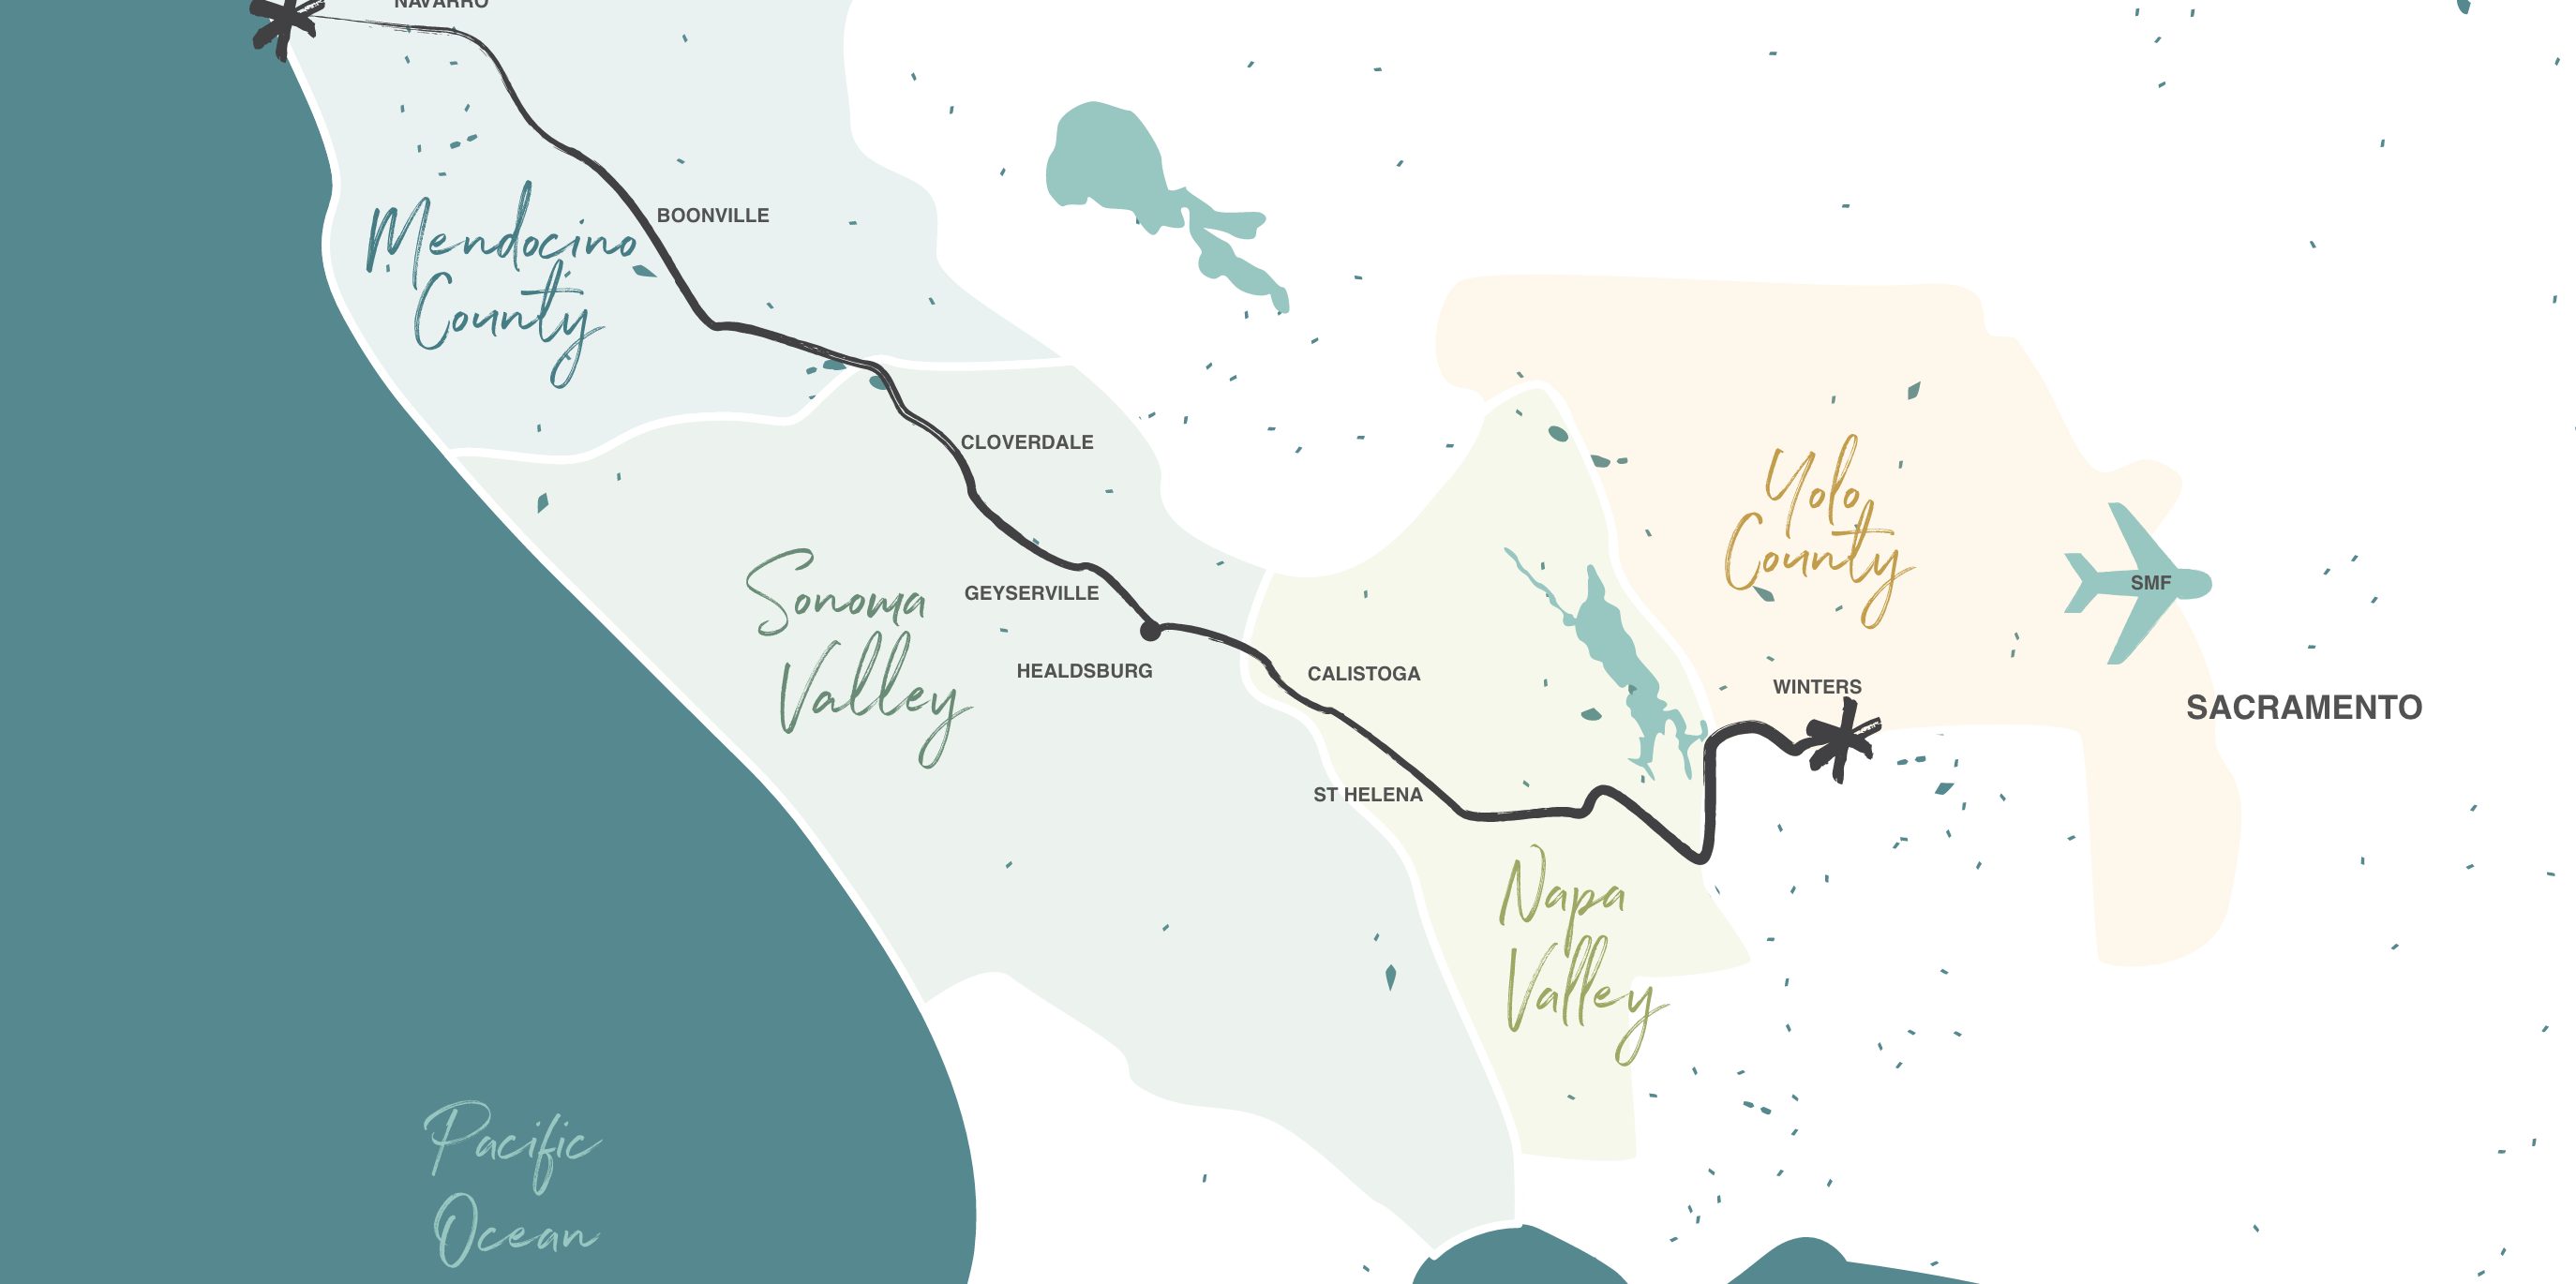 NAVARRO
BOONVILLE
Mendocino
County
CLOVERDALE
Yolo
County
SMF
GEYSERVILLE
Sonoma
Valley
HEALDSBURG
CALISTOGA
WINTERS
SACRAMENTO
ST HELENA
Napa
Valley
Pacific
Ocean